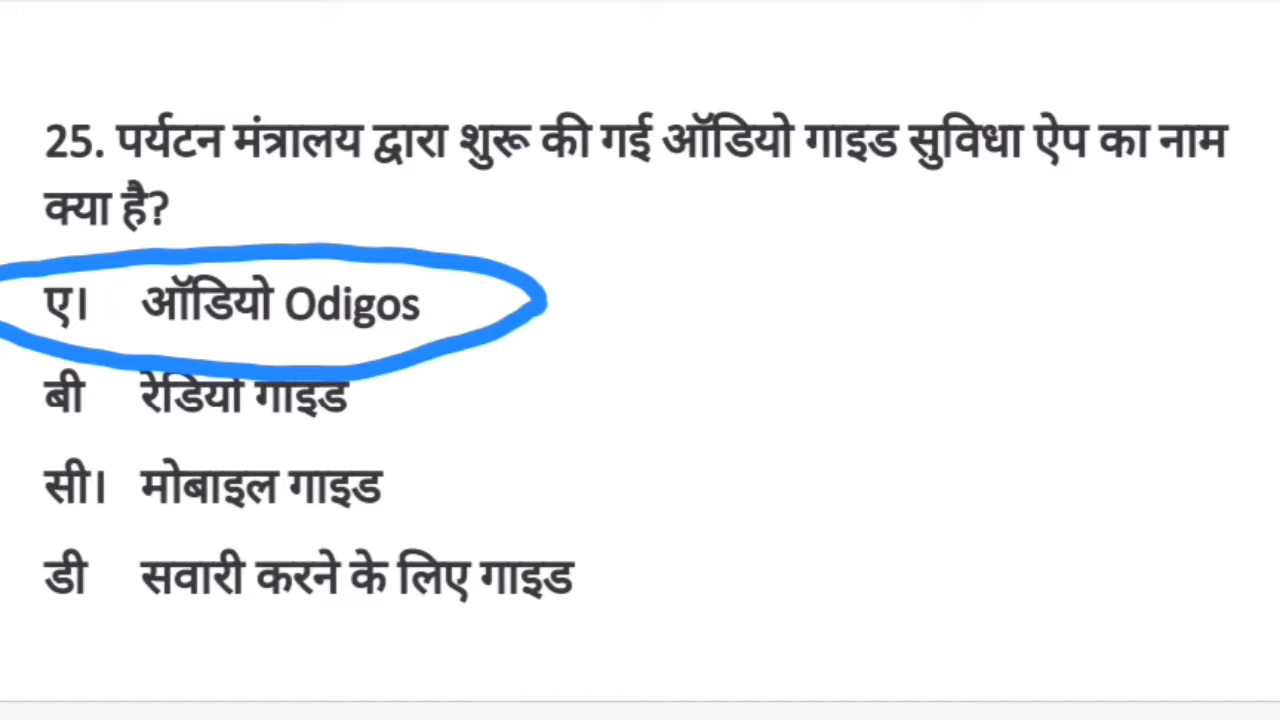 25. पर्यटन मंत्रालय द्वारा शुरू की गई ऑडियो गाइड सुविधा ऐप का नाम
क्या है?
ए। ऑडियो Odigos
बी रेडियो गाइड
सी। मोबाइल गाइड
डी सवारी करने के लिए गाइड